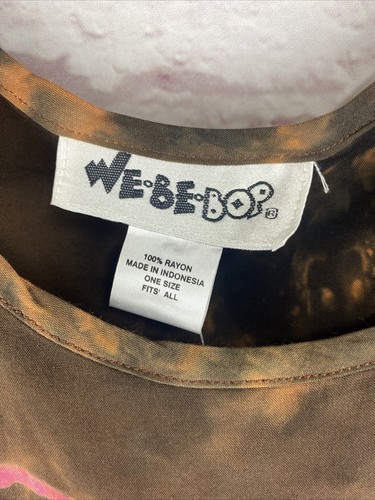 WE•BE•BOP®
100% RAYON
MADE IN INDONESIA
ONE SIZE
FITS' ALL